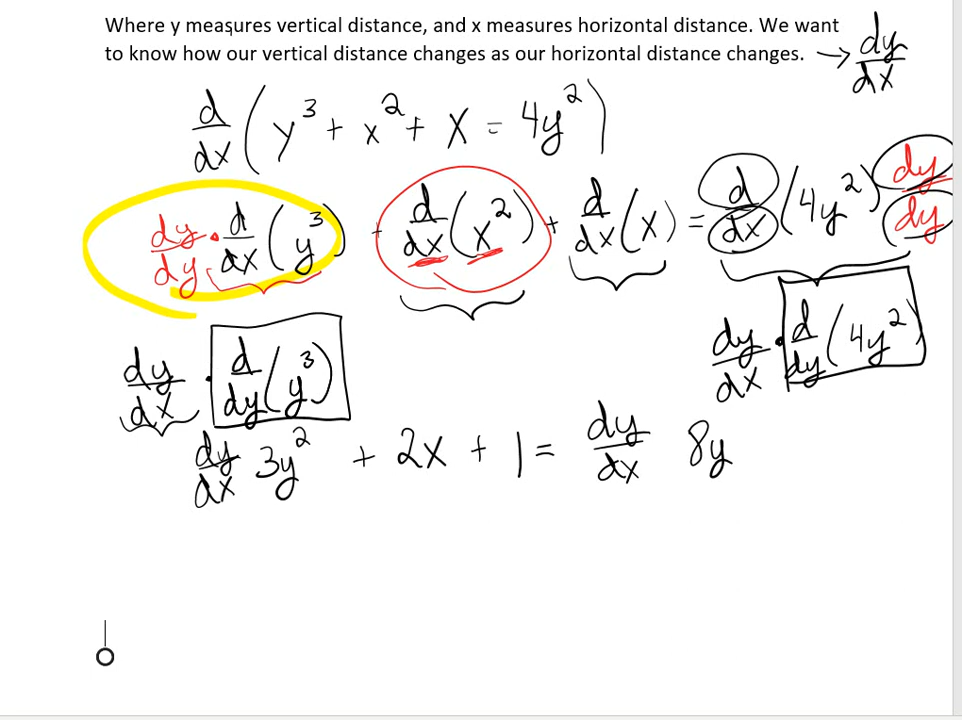 Where y measures vertical distance, and x measures horizontal distance. We want
to know how our vertical distance changes as our horizontal distance changes. → dy/dx
d/dx (y³ + x² + x = 4y²)
dy/dy · d/dx (y³) + d/dx (x²) + d/dx (x) = d/dx (4y²) dy/dy
dy/dx · d/dy (y³) dy/dx · d/dy (4y²)
dy/dx 3y² + 2x + 1 = dy/dx 8y